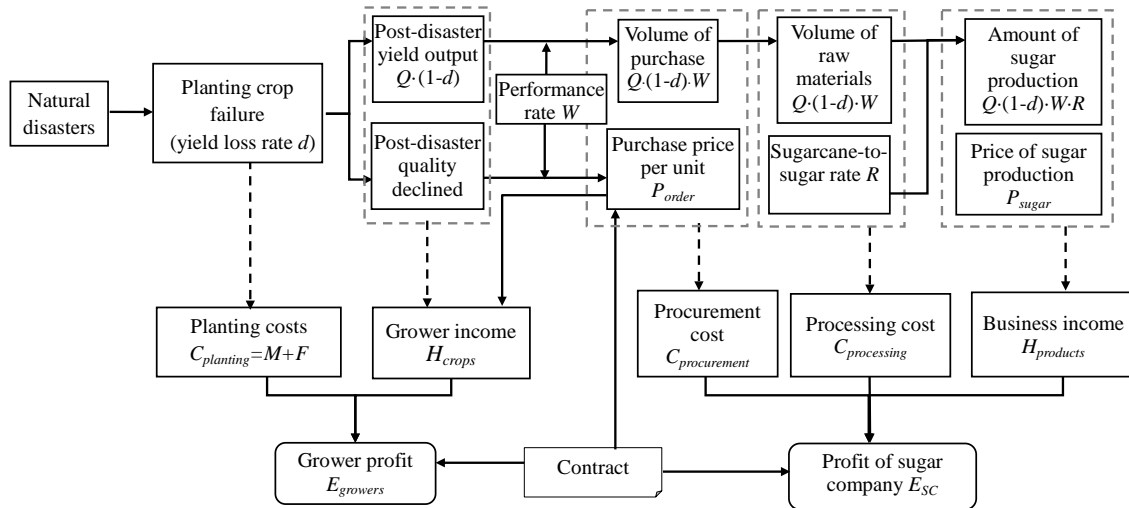 Natural
disasters
Planting crop
failure
(yield loss rate d)
Post-disaster
yield output
Q·(1-d)
Post-disaster
quality
declined
Performance
rate W
Volume of
purchase
Q·(1-d)·W
Purchase price
per unit
P_order
Volume of
raw
materials
Q·(1-d)·W
Sugarcane-to-
sugar rate R
Amount of
sugar
production
Q·(1-d)·W·R
Price of sugar
production
P_sugar
Planting costs
C_planting=M+F
Grower income
H_crops
Procurement
cost
C_procurement
Processing cost
C_processing
Business income
H_products
Grower profit
E_growers
Contract
Profit of sugar
company E_SC